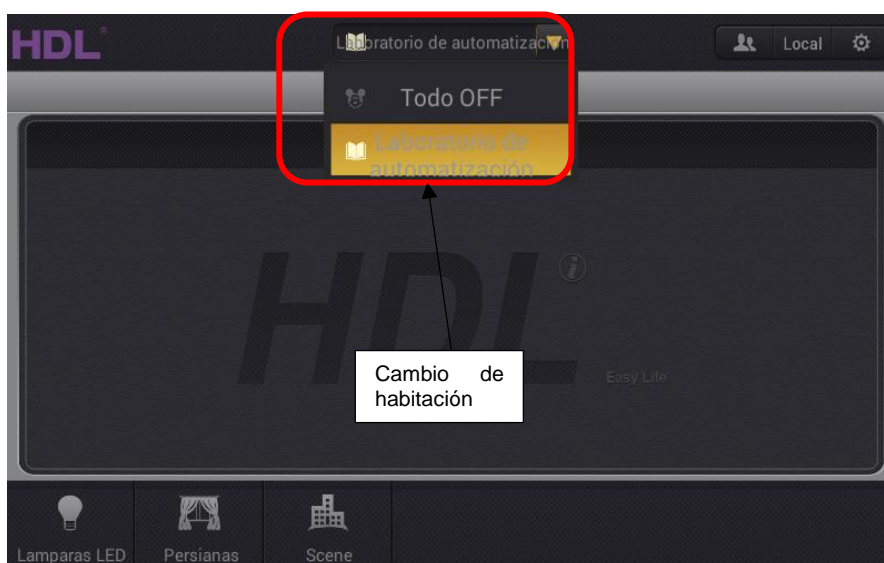 HDL®
Laboratorio de automatización
Local
Todo OFF
Laboratorio de
automatización
HDL
Easy Life
Cambio de
habitación
Lamparas LED
Persianas
Scene